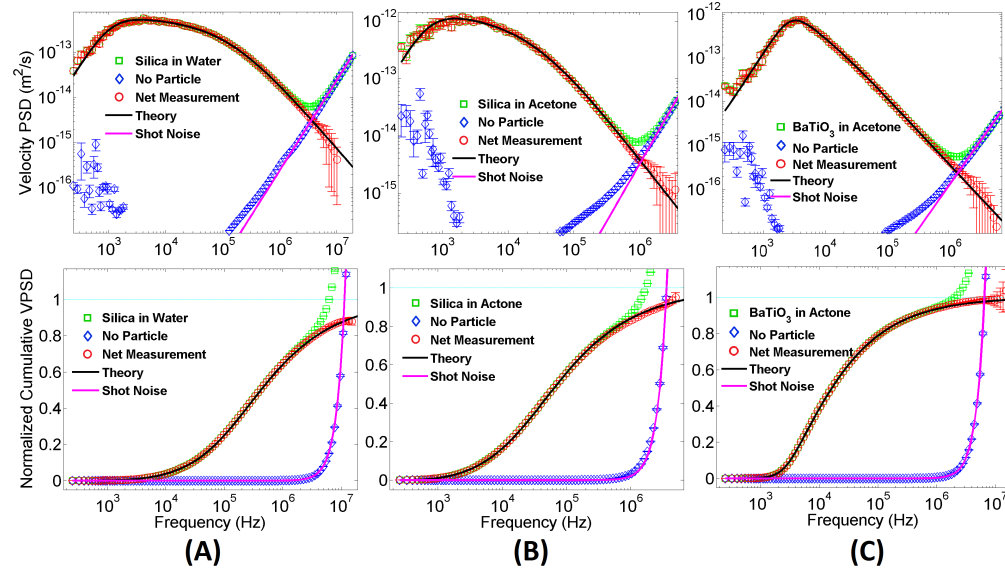 10⁻¹³
10⁻¹⁴
10⁻¹⁵
10⁻¹⁶
Velocity PSD (m²/s)
Silica in Water
No Particle
Net Measurement
Theory
Shot Noise
10³ 10⁴ 10⁵ 10⁶ 10⁷
10⁻¹²
10⁻¹³
10⁻¹⁴
10⁻¹⁵
Silica in Acetone
No Particle
Net Measurement
Theory
Shot Noise
10³ 10⁴ 10⁵ 10⁶
10⁻¹²
10⁻¹³
10⁻¹⁴
10⁻¹⁵
10⁻¹⁶
BaTiO₃ in Acetone
No Particle
Net Measurement
Theory
Shot Noise
10³ 10⁴ 10⁵ 10⁶
Normalized Cumulative VPSD
1
0.8
0.6
0.4
0.2
0
Silica in Water
No Particle
Net Measurement
Theory
Shot Noise
10³ 10⁴ 10⁵ 10⁶ 10⁷
Frequency (Hz)
1
0.8
0.6
0.4
0.2
0
Silica in Actone
No Particle
Net Measurement
Theory
Shot Noise
10³ 10⁴ 10⁵ 10⁶
Frequency (Hz)
1
0.8
0.6
0.4
0.2
0
BaTiO₃ in Actone
No Particle
Net Measurement
Theory
Shot Noise
10³ 10⁴ 10⁵ 10⁶ 10⁷
Frequency (Hz)
(A) (B) (C)